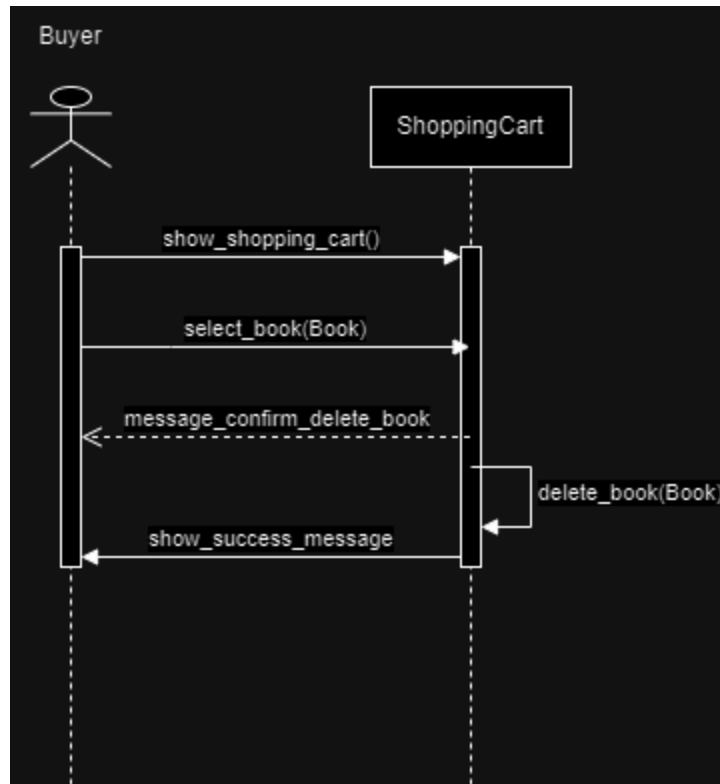 Buyer
ShoppingCart
show_shopping_cart()
select_book(Book)
message_confirm_delete_book
delete_book(Book)
show_success_message